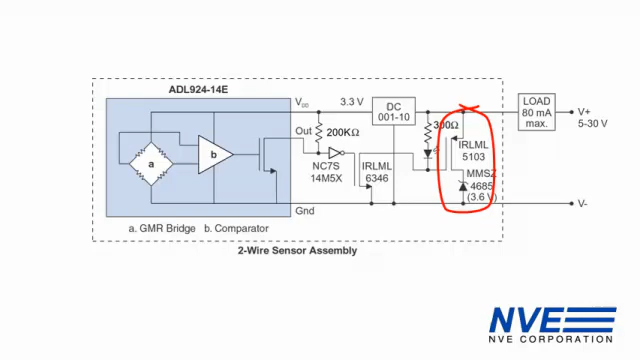 ADL924-14E
V_DD
3.3 V
DC
001-10
LOAD
80 mA
max.
V+
5-30 V
Out
200KΩ
300Ω
a
b
IRLML
5103
NC7S
14M5X
IRLML
6346
MMSZ
4685
(3.6 V)
Gnd
V-
a. GMR Bridge b. Comparator
2-Wire Sensor Assembly
NVE
NVE CORPORATION